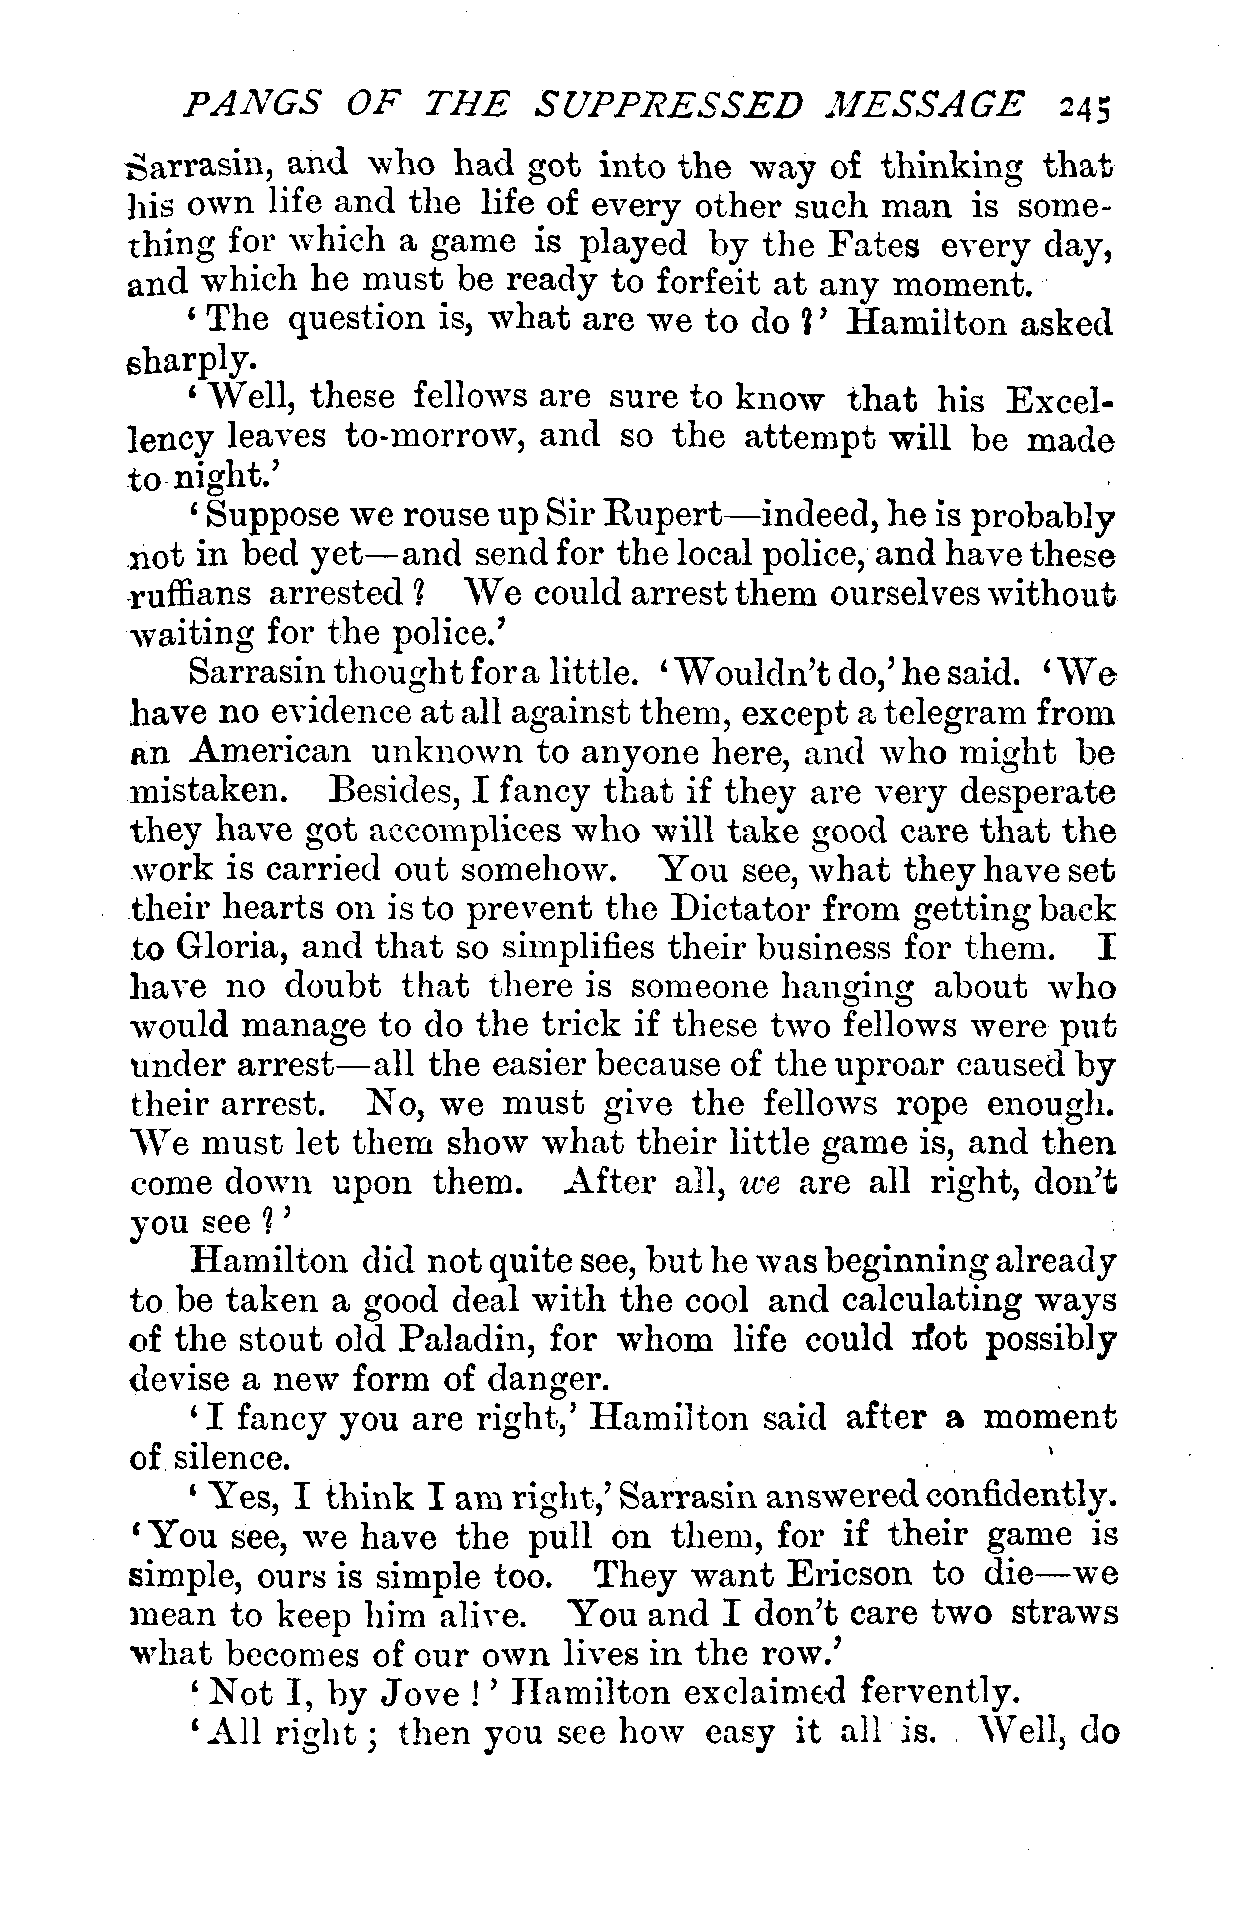 PANGS OF THE SUPPRESSED MESSAGE 245
Sarrasin, and who had got into the way of thinking that
his own life and the life of every other such man is some-
thing for which a game is played by the Fates every day,
and which he must be ready to forfeit at any moment.
‘ The question is, what are we to do ?’ Hamilton asked
sharply.
‘ Well, these fellows are sure to know that his Excel-
lency leaves to-morrow, and so the attempt will be made
to-night.’
‘ Suppose we rouse up Sir Rupert—indeed, he is probably
not in bed yet—and send for the local police, and have these
ruffians arrested ? We could arrest them ourselves without
waiting for the police.’
Sarrasin thought for a little. ‘ Wouldn’t do,’ he said. ‘ We
have no evidence at all against them, except a telegram from
an American unknown to anyone here, and who might be
mistaken. Besides, I fancy that if they are very desperate
they have got accomplices who will take good care that the
work is carried out somehow. You see, what they have set
their hearts on is to prevent the Dictator from getting back
to Gloria, and that so simplifies their business for them. I
have no doubt that there is someone hanging about who
would manage to do the trick if these two fellows were put
under arrest—all the easier because of the uproar caused by
their arrest. No, we must give the fellows rope enough.
We must let them show what their little game is, and then
come down upon them. After all, we are all right, don’t
you see ?’
Hamilton did not quite see, but he was beginning already
to be taken a good deal with the cool and calculating ways
of the stout old Paladin, for whom life could not possibly
devise a new form of danger.
‘ I fancy you are right,’ Hamilton said after a moment
of silence.
‘ Yes, I think I am right,’ Sarrasin answered confidently.
‘ You see, we have the pull on them, for if their game is
simple, ours is simple too. They want Ericson to die—we
mean to keep him alive. You and I don’t care two straws
what becomes of our own lives in the row.’
‘ Not I, by Jove ! ’ Hamilton exclaimed fervently.
‘ All right ; then you see how easy it all is. Well, do